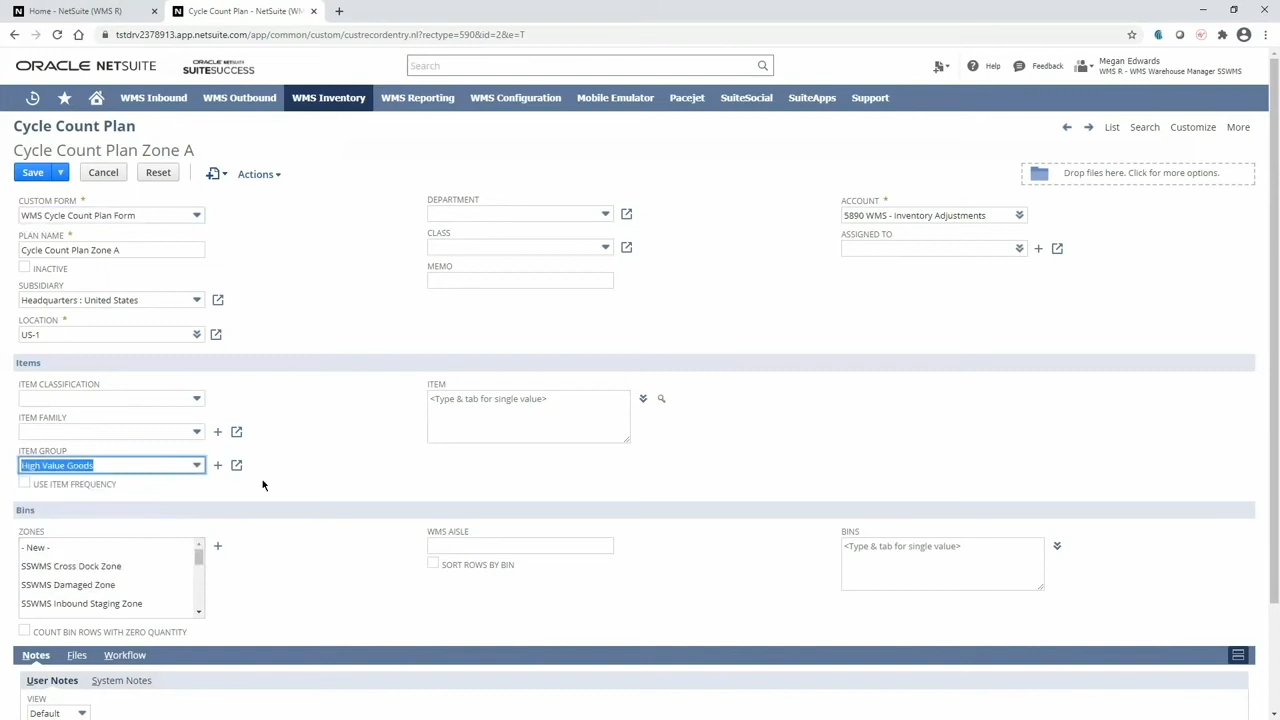 Home - NetSuite (WMS R)
Cycle Count Plan - NetSuite (WM
tstdrv2378913.app.netsuite.com/app/common/custom/custrecordentry.nl?rectype=590&id=2&e=T
ORACLE NETSUITE
ORACLE NETSUITE
SUITESUCCESS
Search
Help
Feedback
Megan Edwards
WMS R - WMS Warehouse Manager SSWMS
WMS Inbound
WMS Outbound
WMS Inventory
WMS Reporting
WMS Configuration
Mobile Emulator
Pacejet
SuiteSocial
SuiteApps
Support
Cycle Count Plan
List
Search
Customize
More
Cycle Count Plan Zone A
Save
Cancel
Reset
Actions
Drop files here. Click for more options.
CUSTOM FORM *
WMS Cycle Count Plan Form
PLAN NAME *
Cycle Count Plan Zone A
INACTIVE
SUBSIDIARY
Headquarters : United States
LOCATION *
US-1
DEPARTMENT
CLASS
MEMO
ACCOUNT *
5890 WMS - Inventory Adjustments
ASSIGNED TO
Items
ITEM CLASSIFICATION
ITEM FAMILY
ITEM GROUP
High Value Goods
USE ITEM FREQUENCY
ITEM
<Type & tab for single value>
Bins
ZONES
- New -
SSWMS Cross Dock Zone
SSWMS Damaged Zone
SSWMS Inbound Staging Zone
COUNT BIN ROWS WITH ZERO QUANTITY
WMS AISLE
SORT ROWS BY BIN
BINS
<Type & tab for single value>
Notes
Files
Workflow
User Notes
System Notes
VIEW
Default